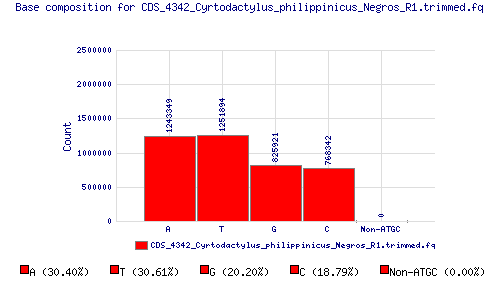 Base composition for CDS_4342_Cyrtodactylus_philippinicus_Negros_R1.trimmed.fq
2500000
2000000
1500000
1000000
500000
0
Count
1243349
1251894
825921
768342
0
A T G C Non-ATGC
CDS_4342_Cyrtodactylus_philippinicus_Negros_R1.trimmed.fq
A (30.40%) T (30.61%) G (20.20%) C (18.79%) Non-ATGC (0.00%)